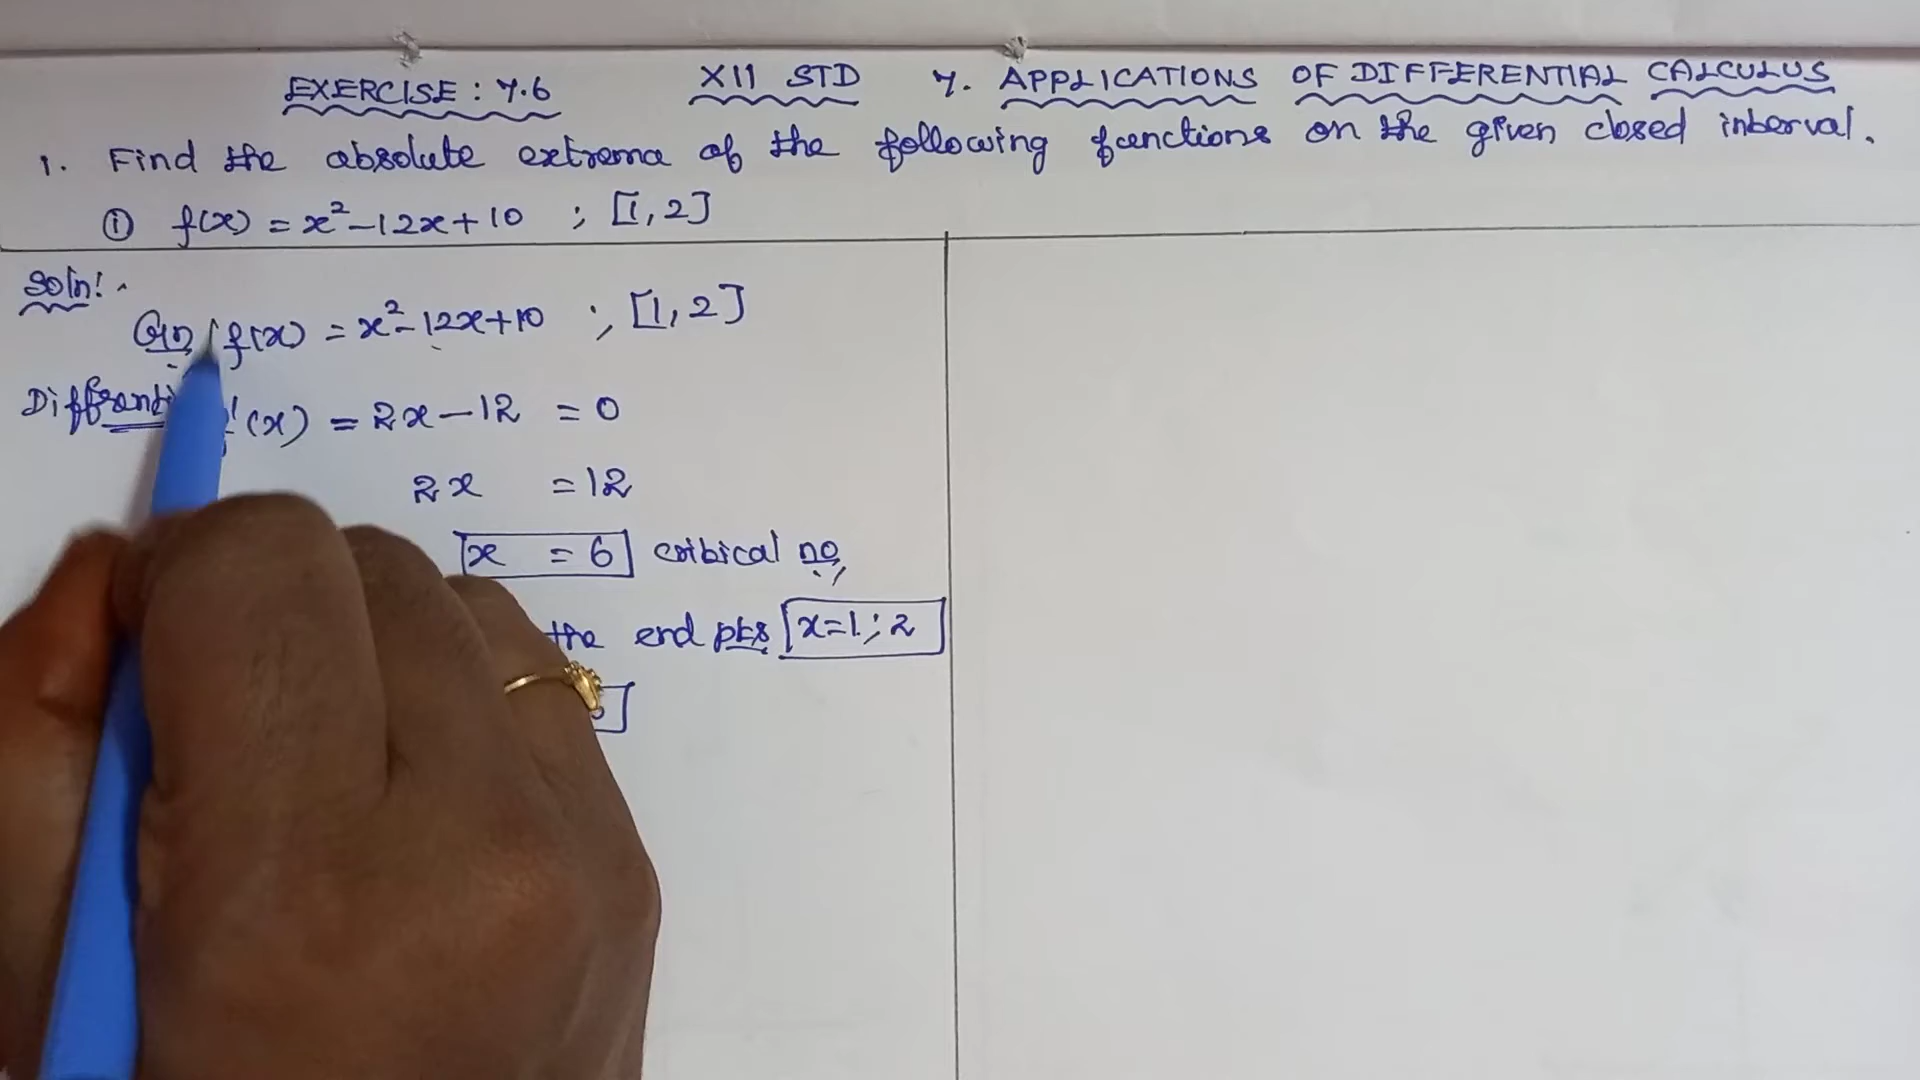 EXERCISE : 7.6 XII STD 7. APPLICATIONS OF DIFFERENTIAL CALCULUS
1. Find the absolute extrema of the following functions on the given closed interval.
① f(x) = x² - 12x + 10 ; [1, 2]
Soln:-
Gn, f(x) = x² - 12x + 10 ; [1, 2]
f'(x) = 2x - 12 = 0
2x = 12
x = 6 critical no,
the end pts x = 1 ; 2